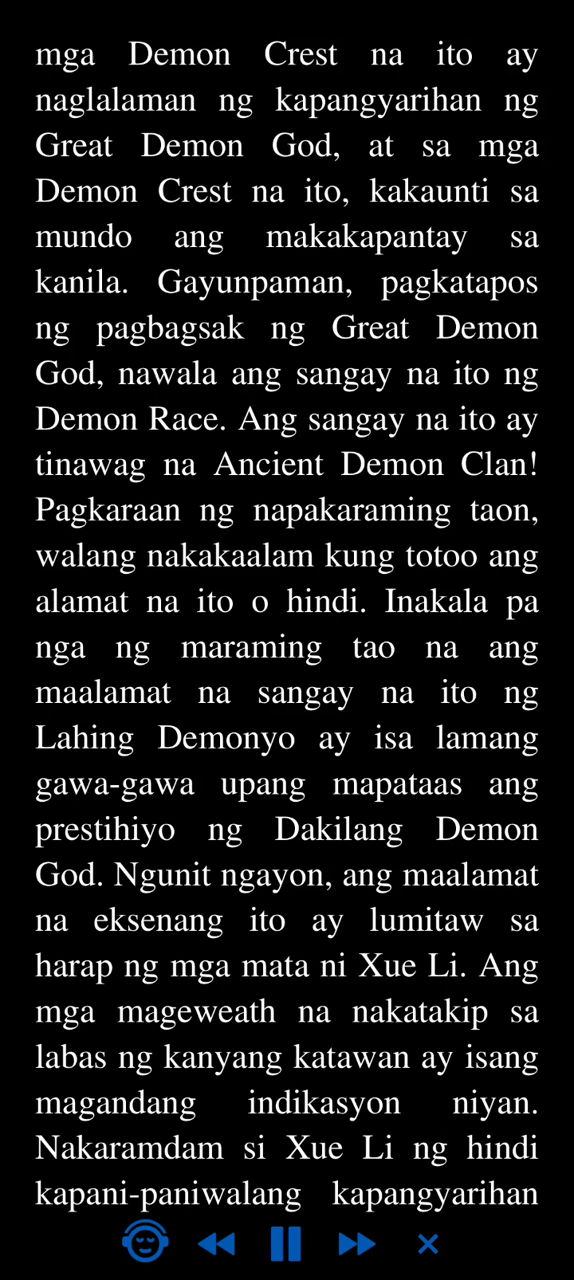 mga Demon Crest na ito ay
naglalaman ng kapangyarihan ng
Great Demon God, at sa mga
Demon Crest na ito, kakaunti sa
mundo ang makakapantay sa
kanila. Gayunpaman, pagkatapos
ng pagbagsak ng Great Demon
God, nawala ang sangay na ito ng
Demon Race. Ang sangay na ito ay
tinawag na Ancient Demon Clan!
Pagkaraan ng napakaraming taon,
walang nakakaalam kung totoo ang
alamat na ito o hindi. Inakala pa
nga ng maraming tao na ang
maalamat na sangay na ito ng
Lahing Demonyo ay isa lamang
gawa-gawa upang mapataas ang
prestihiyo ng Dakilang Demon
God. Ngunit ngayon, ang maalamat
na eksenang ito ay lumitaw sa
harap ng mga mata ni Xue Li. Ang
mga mageweath na nakatakip sa
labas ng kanyang katawan ay isang
magandang indikasyon niyan.
Nakaramdam si Xue Li ng hindi
kapani-paniwalang kapangyarihan